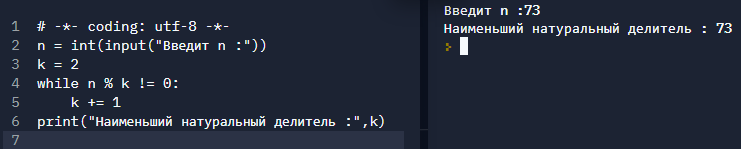 1 # -*- coding: utf-8 -*-
2 n = int(input("Введит n :"))
3 k = 2
4 while n % k != 0:
5     k += 1
6 print("Наименьший натуральный делитель :",k)
7
Введит n :73
Наименьший натуральный делитель : 73
>